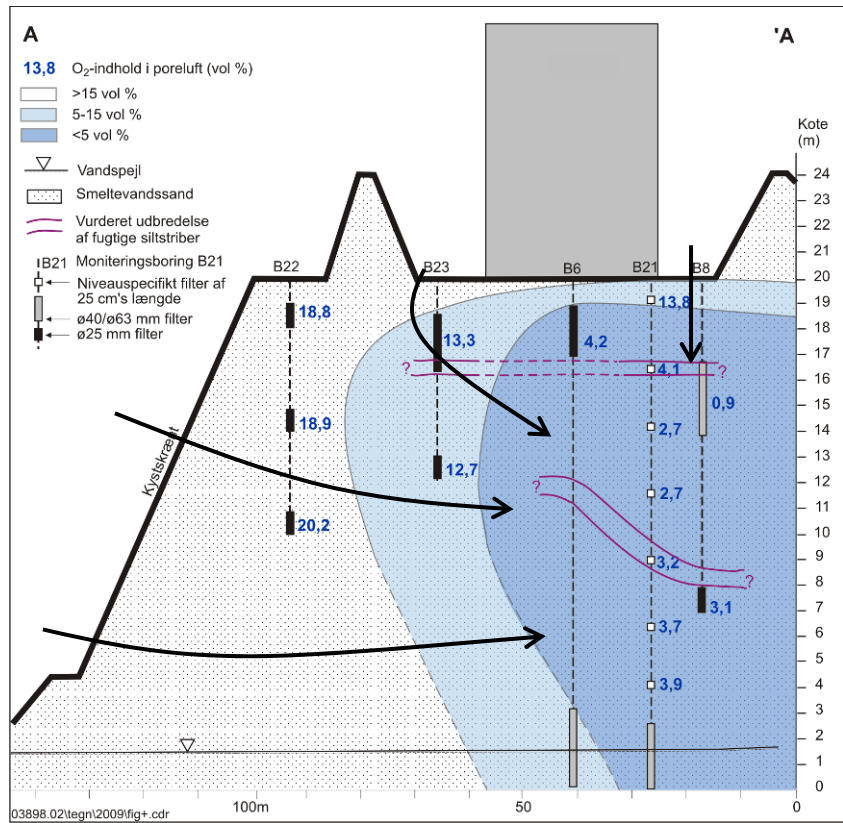 A
'A
13,8 O₂-indhold i poreluft (vol %)
>15 vol %
5-15 vol %
<5 vol %
Vandspejl
Smeltevandssand
Vurderet udbredelse
af fugtige siltstriber
B21 Moniteringsboring B21
Niveauspecifikt filter af
25 cm's længde
ø40/ø63 mm filter
ø25 mm filter
Kote
(m)
24
23
22
21
20
19
18
17
16
15
14
13
12
11
10
9
8
7
6
5
4
3
2
1
0
B22
B23
B6
B21
B8
18,8
18,9
20,2
13,3
12,7
4,2
13,8
4,1
2,7
2,7
3,2
3,7
3,9
0,9
3,1
?
?
?
?
Kystskrænt
100m
50
0
03898.02\tegn\2009\fig+.cdr